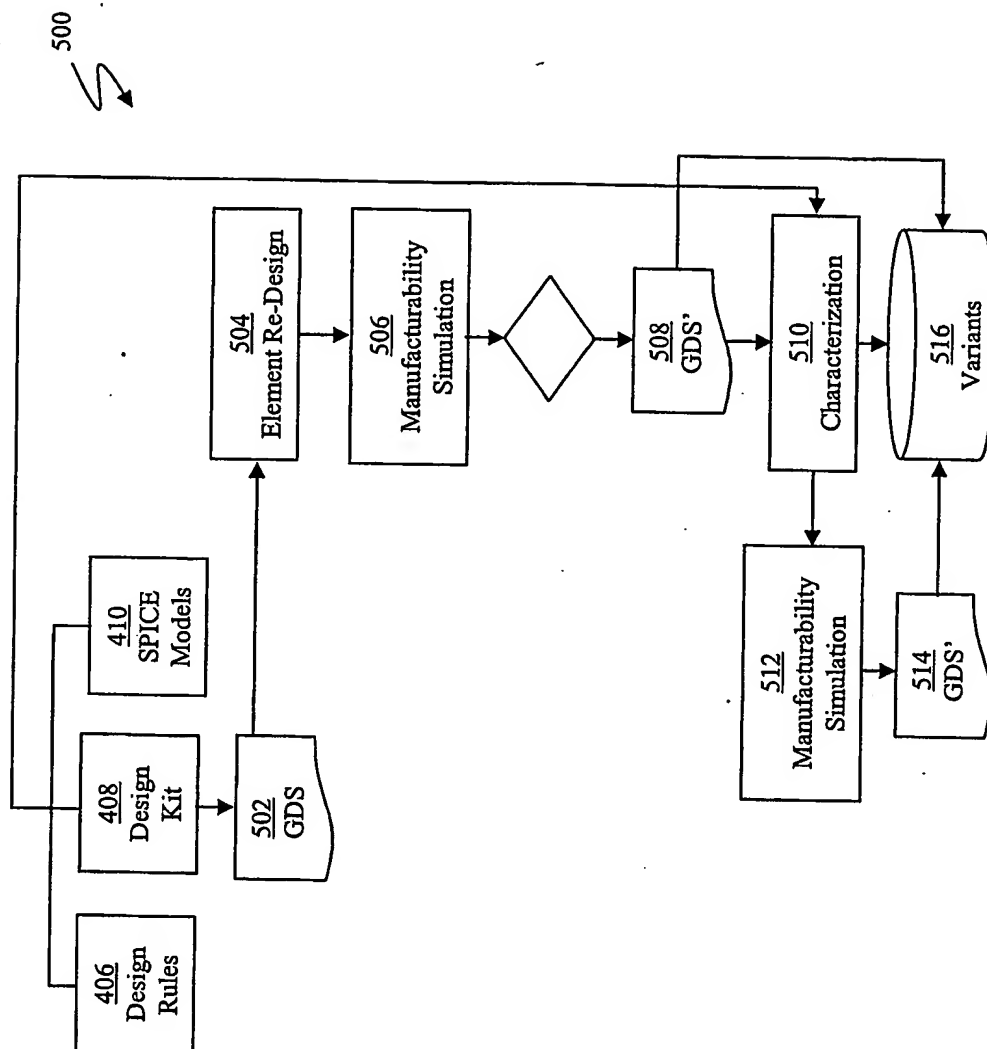 500
406
Design
Rules
408
Design
Kit
410
SPICE
Models
502
GDS
504
Element Re-Design
506
Manufacturability
Simulation
508
GDS'
510
Characterization
512
Manufacturability
Simulation
514
GDS'
516
Variants